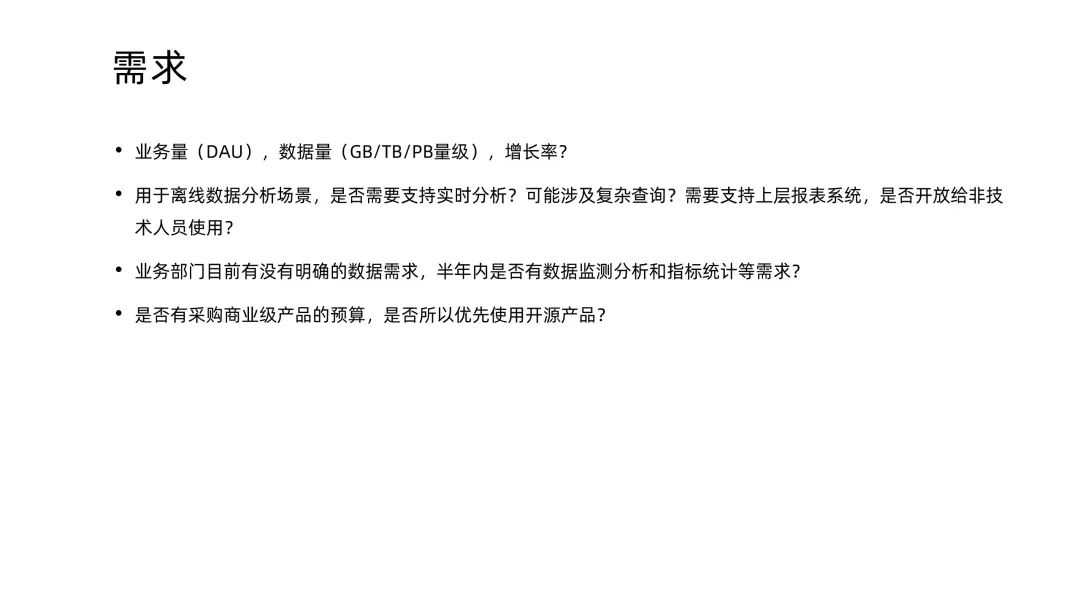 需求
• 业务量（DAU），数据量（GB/TB/PB量级），增长率？
• 用于离线数据分析场景，是否需要支持实时分析？可能涉及复杂查询？需要支持上层报表系统，是否开放给非技
术人员使用？
• 业务部门目前有没有明确的数据需求，半年内是否有数据监测分析和指标统计等需求？
• 是否有采购商业级产品的预算，是否所以优先使用开源产品？